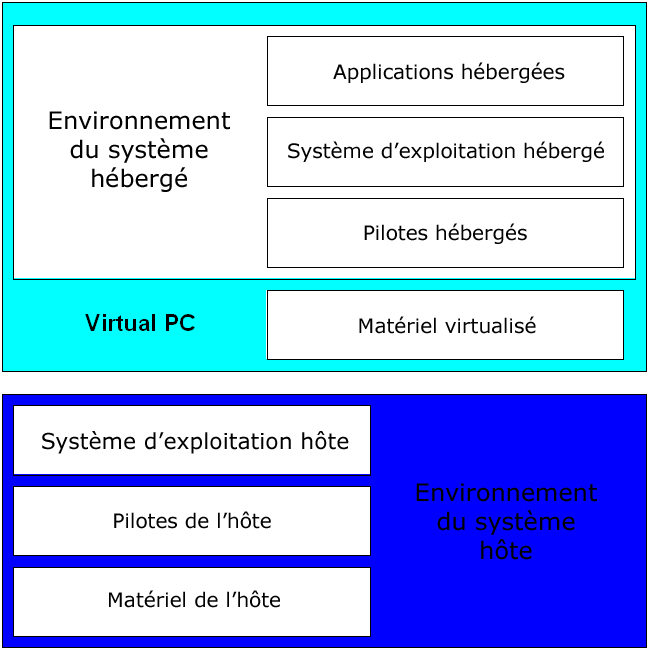 Environnement
du système
hébergé
Applications hébergées
Système d’exploitation hébergé
Pilotes hébergés
Virtual PC
Matériel virtualisé
Système d’exploitation hôte
Pilotes de l’hôte
Matériel de l’hôte
Environnement
du système
hôte